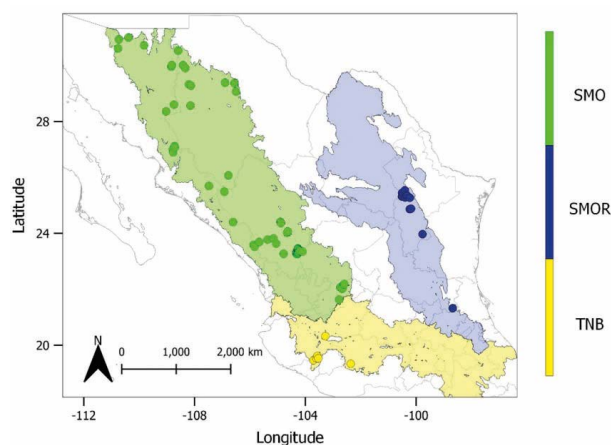 28
24
20
Latitude
-112
-108
-104
-100
Longitude
N
0 1,000 2,000 km
SMO
SMOR
TNB